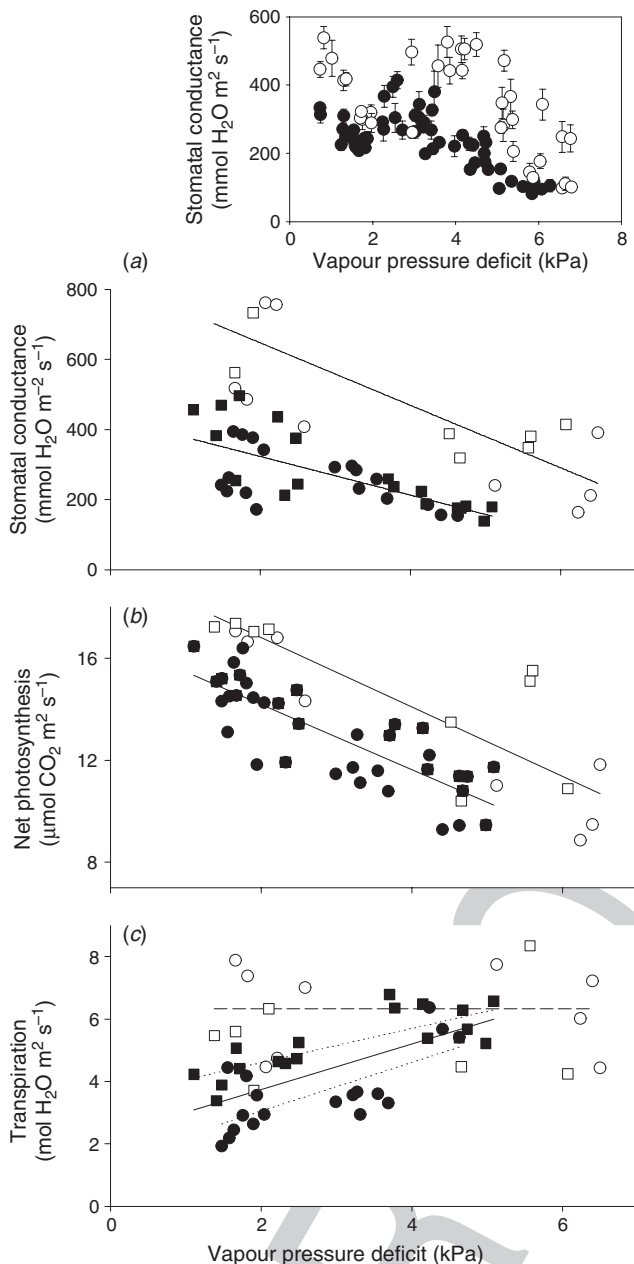 600
400
200
0
Stomatal conductance
(mmol H₂O m² s⁻¹)
0 2 4 6 8
Vapour pressure deficit (kPa)
(a)
800
600
400
200
0
Stomatal conductance
(mmol H₂O m⁻² s⁻¹)
(b)
16
12
8
Net photosynthesis
(µmol CO₂ m² s⁻¹)
(c)
8
6
4
2
0
Transpiration
(mol H₂O m² s⁻¹)
0 2 4 6
Vapour pressure deficit (kPa)